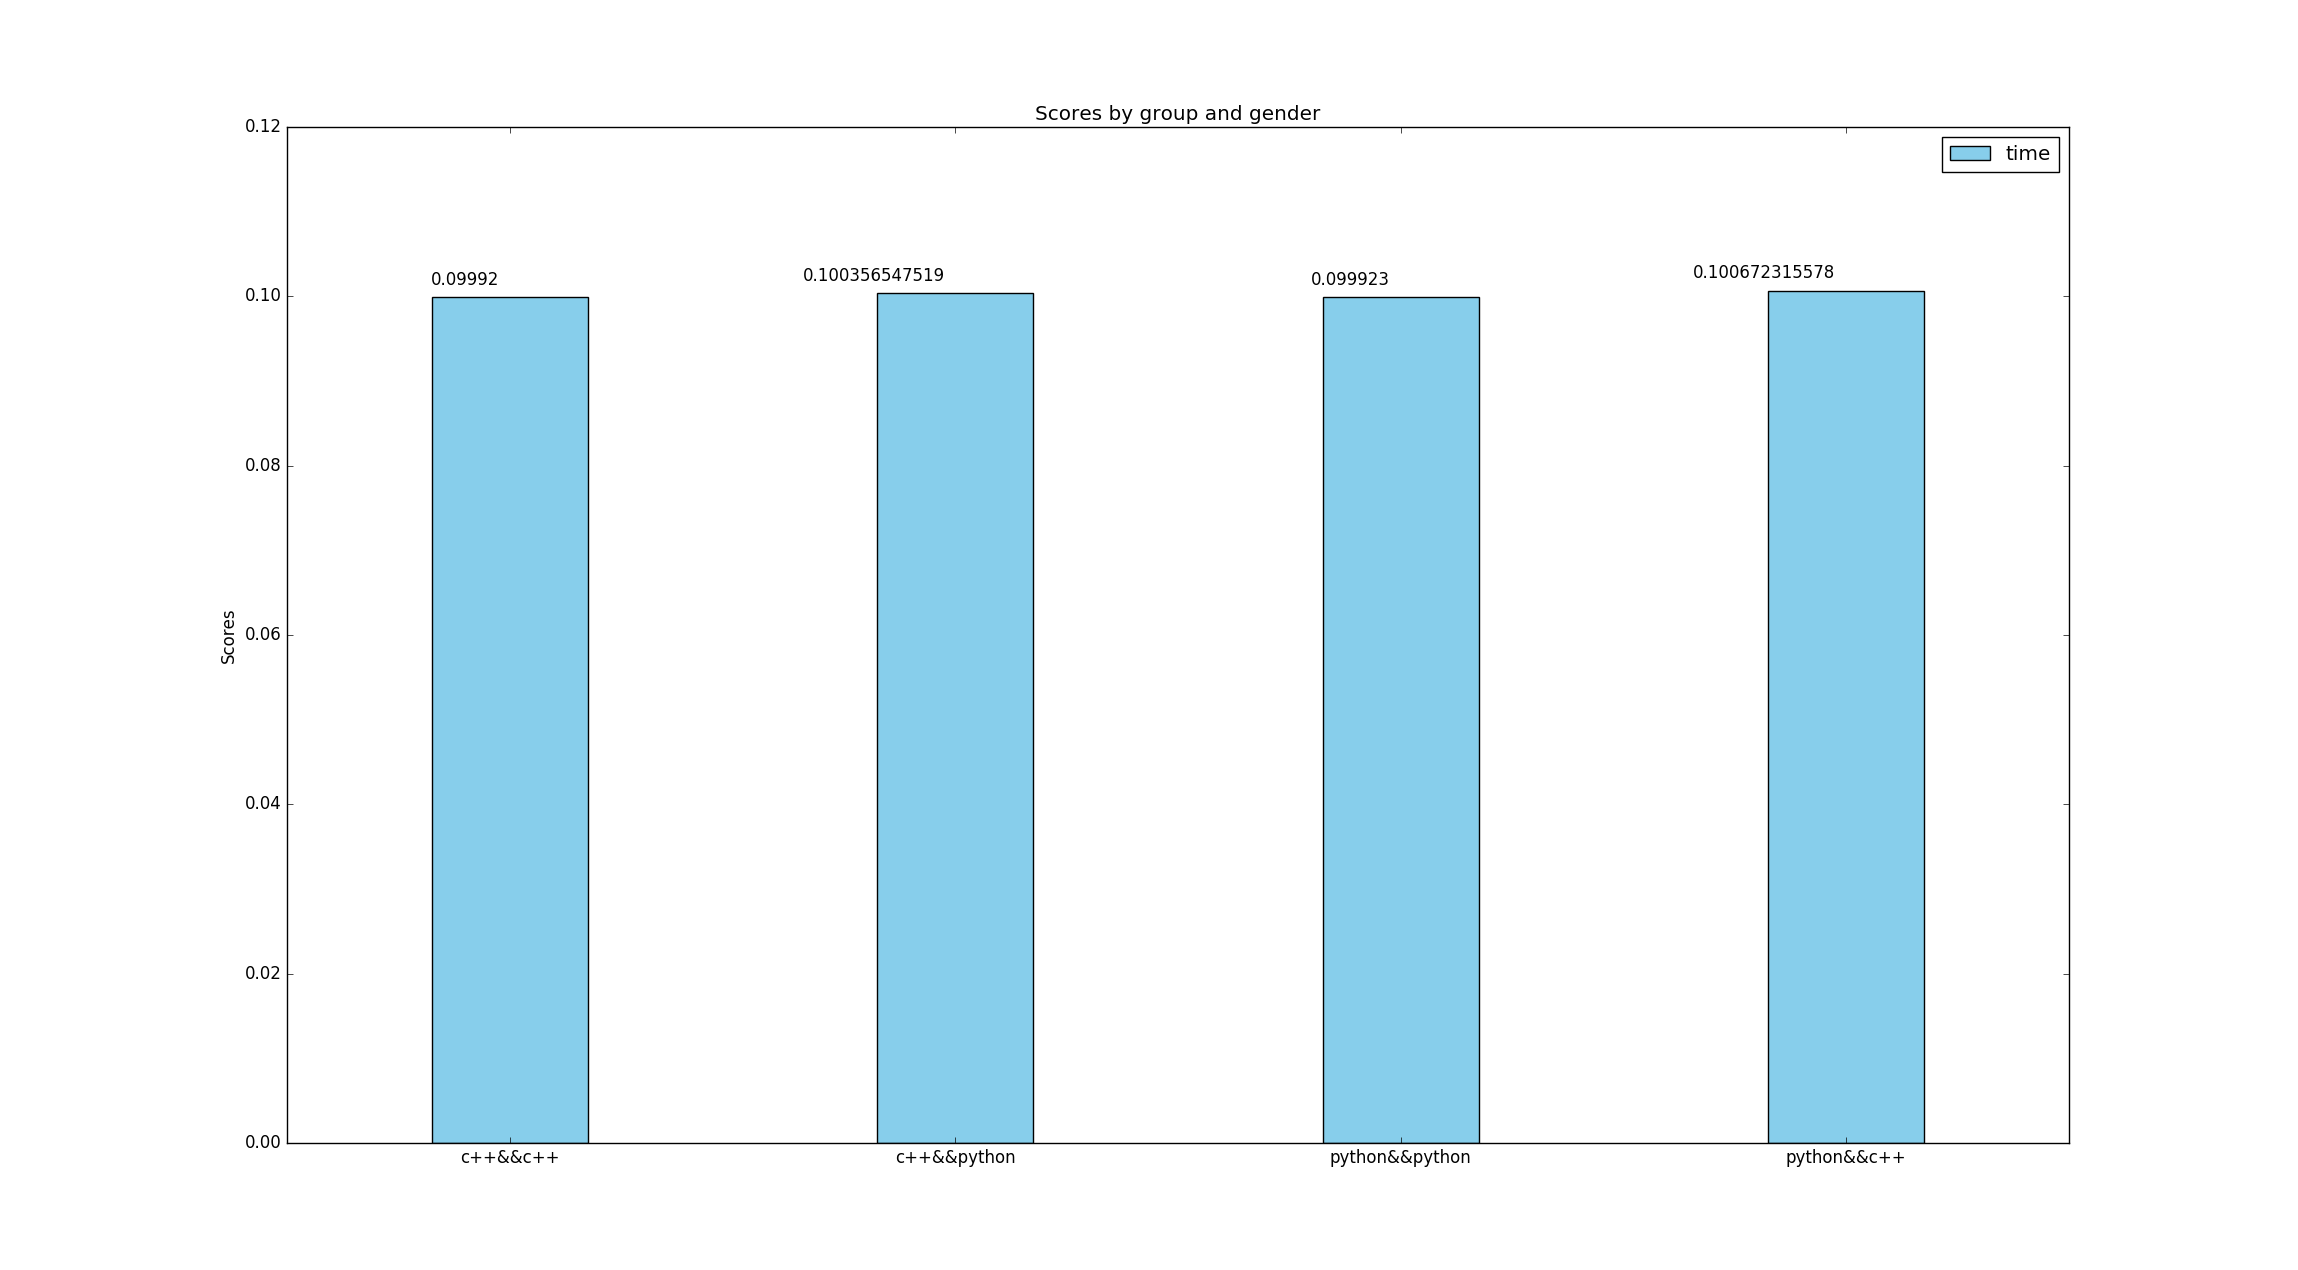 Scores by group and gender
time
0.12
0.10
0.08
0.06
0.04
0.02
0.00
Scores
0.09992
0.100356547519
0.099923
0.100672315578
c++&&c++
c++&&python
python&&python
python&&c++